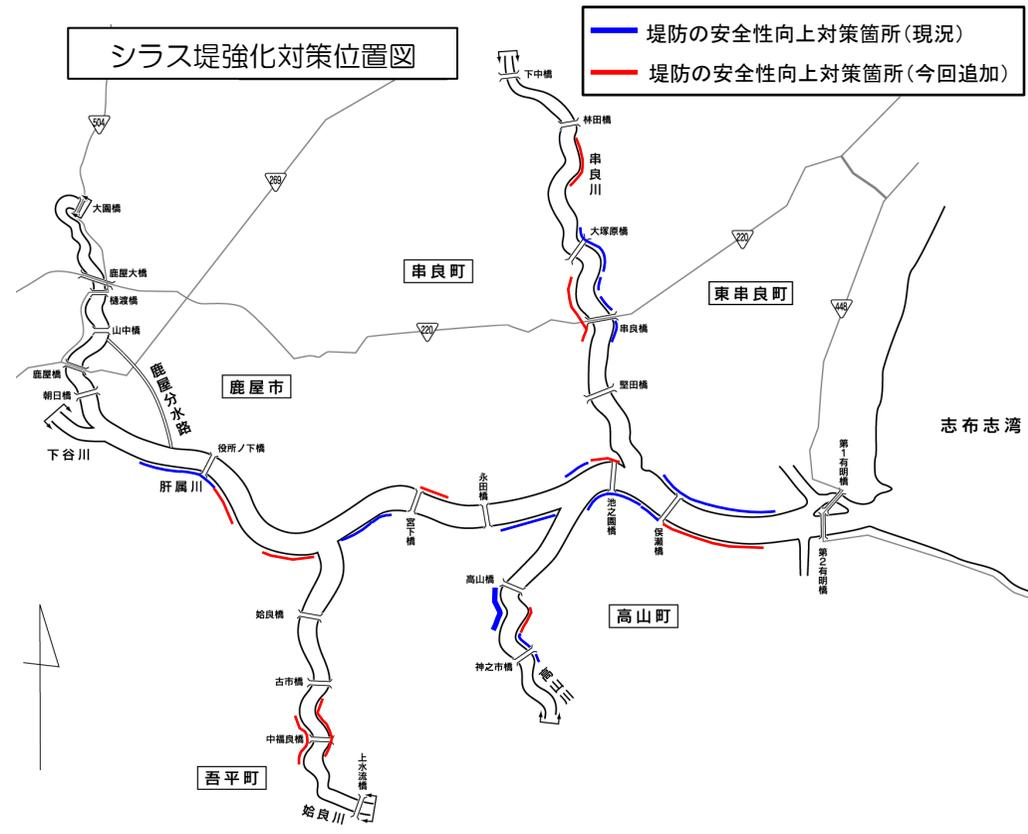 シラス堤強化対策位置図
堤防の安全性向上対策箇所（現況）
堤防の安全性向上対策箇所（今回追加）
下中橋
504
林田橋
串良川
269
大園橋
大塚原橋
220
鹿屋大橋
串良町
東串良町
樋渡橋
448
山中橋
220
串良橋
鹿屋橋
鹿屋分水路
鹿屋市
朝日橋
堅田橋
志布志湾
下谷川
役所ノ下橋
第1有明橋
肝属川
永田橋
宮下橋
池之園橋
俣瀬橋
第2有明橋
高山橋
姶良橋
高山町
神之市橋
高山川
古市橋
中福良橋
上水流橋
吾平町
姶良川